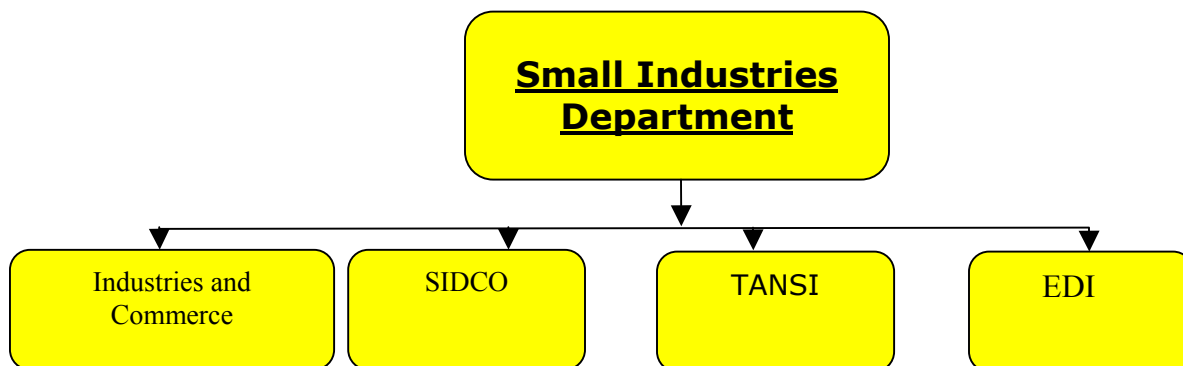 Small Industries
Department
Industries and
Commerce
SIDCO
TANSI
EDI